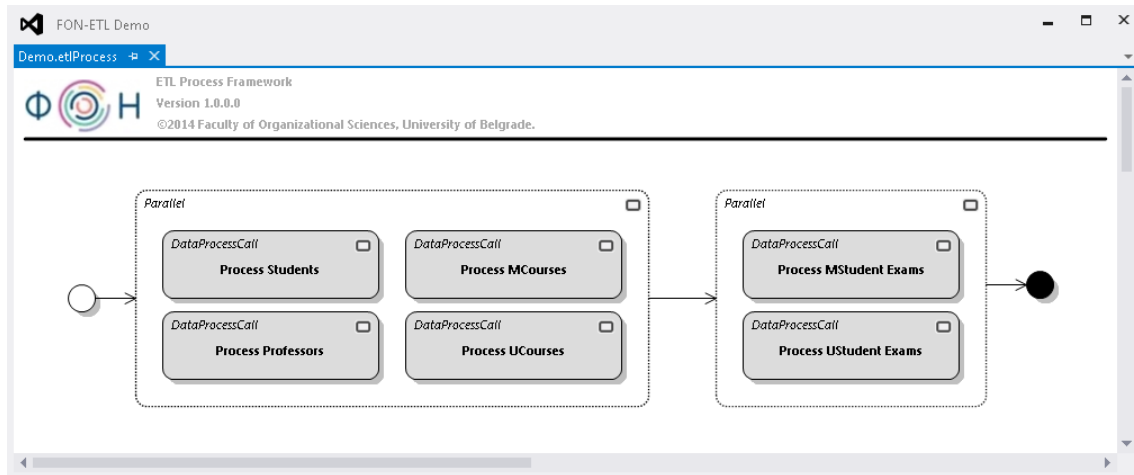 FON-ETL Demo
Demo.etlProcess
ФОН
ETL Process Framework
Version 1.0.0.0
©2014 Faculty of Organizational Sciences, University of Belgrade.
Parallel
DataProcessCall
Process Students
DataProcessCall
Process MCourses
DataProcessCall
Process Professors
DataProcessCall
Process UCourses
Parallel
DataProcessCall
Process MStudent Exams
DataProcessCall
Process UStudent Exams